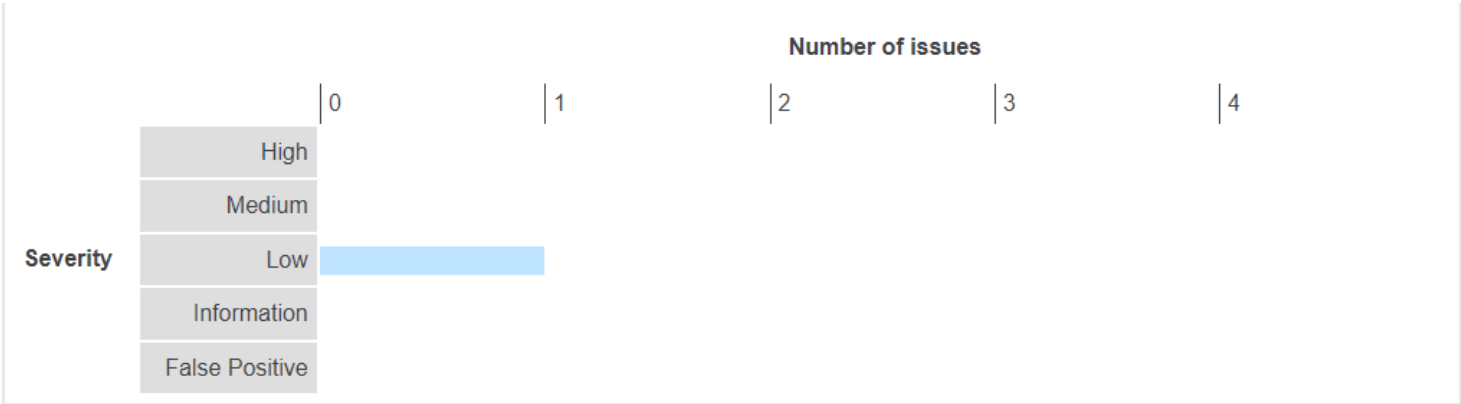 Number of issues
0 1 2 3 4
High
Medium
Severity Low
Information
False Positive